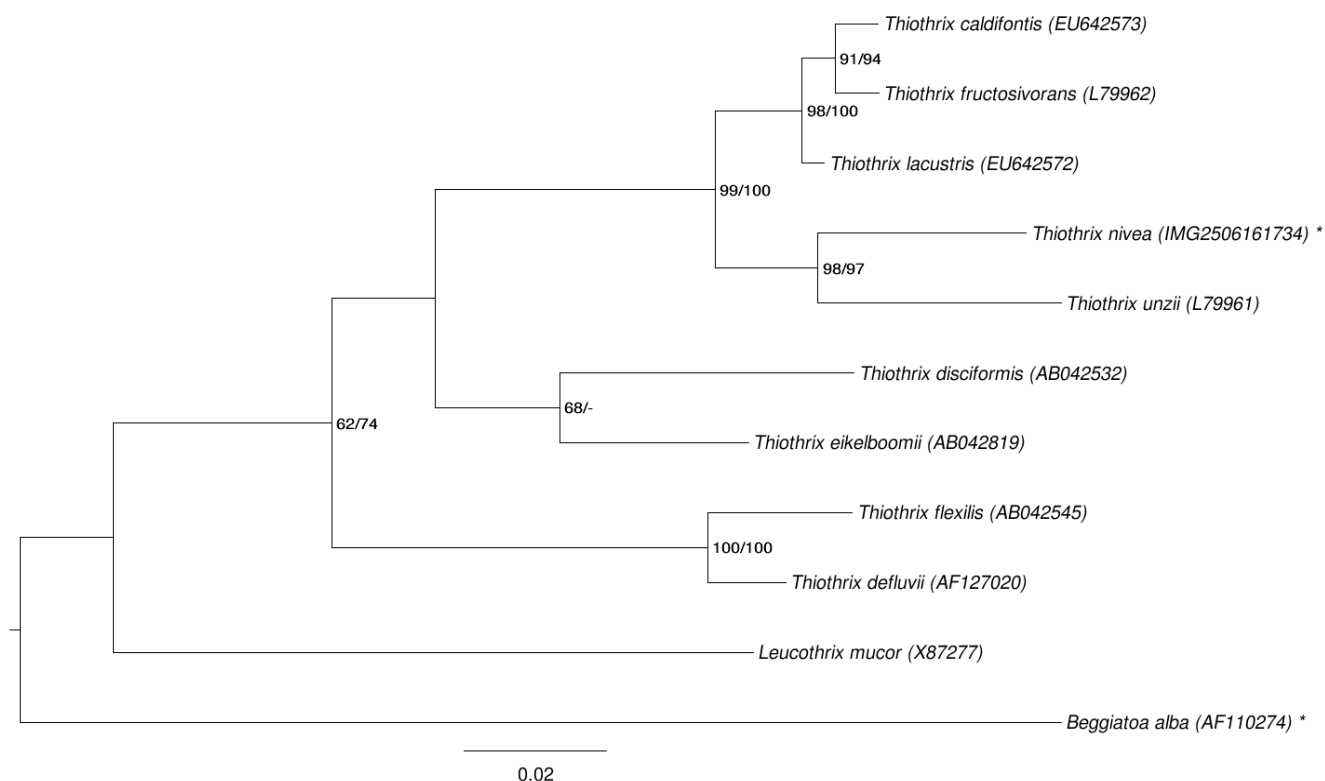 Thiothrix caldifontis (EU642573)
91/94
Thiothrix fructosivorans (L79962)
98/100
Thiothrix lacustris (EU642572)
99/100
Thiothrix nivea (IMG2506161734) *
98/97
Thiothrix unzii (L79961)
Thiothrix disciformis (AB042532)
68/-
62/74
Thiothrix eikelboomii (AB042819)
Thiothrix flexilis (AB042545)
100/100
Thiothrix defluvii (AF127020)
Leucothrix mucor (X87277)
Beggiatoa alba (AF110274) *
0.02